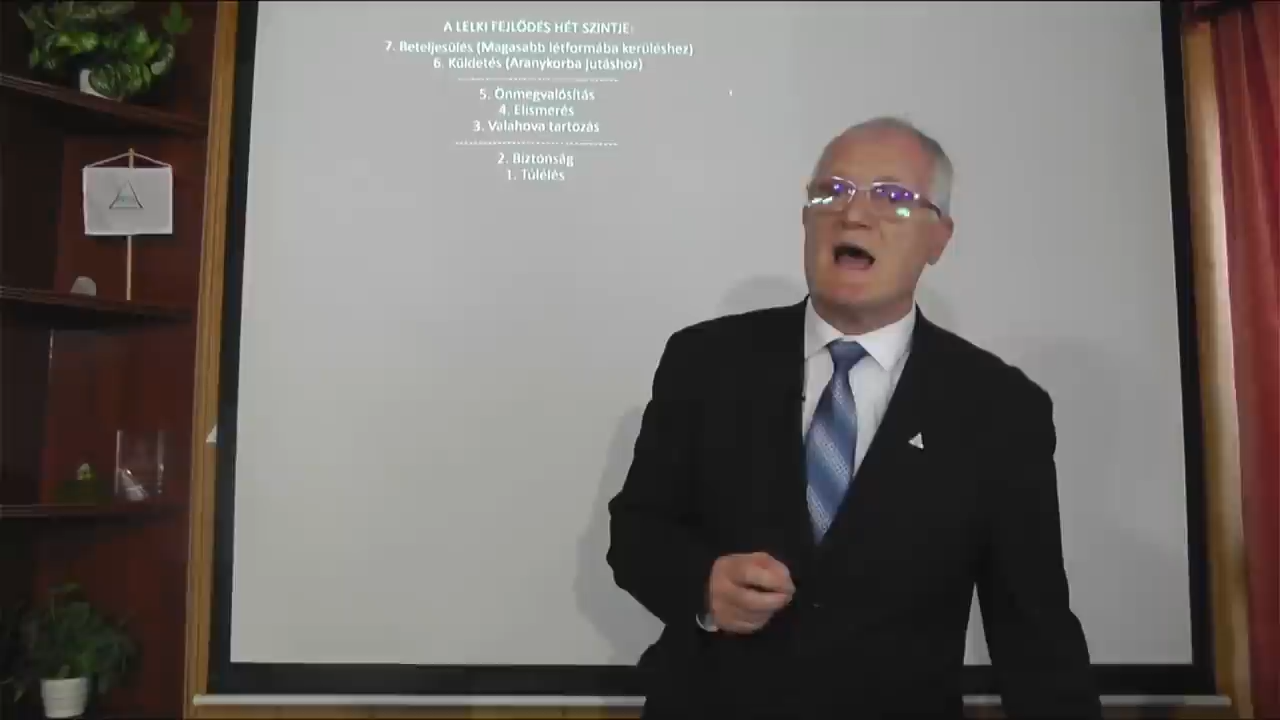 A LELKI FEJLŐDÉS HÉT SZINTJE:
7. Beteljesülés (Magasabb létformába kerüléshez)
6. Küldetés (Aranykorba jutáshoz)
5. Önmegvalósítás
4. Elismerés
3. Valahova tartozás
2. Biztonság
1. Túlélés